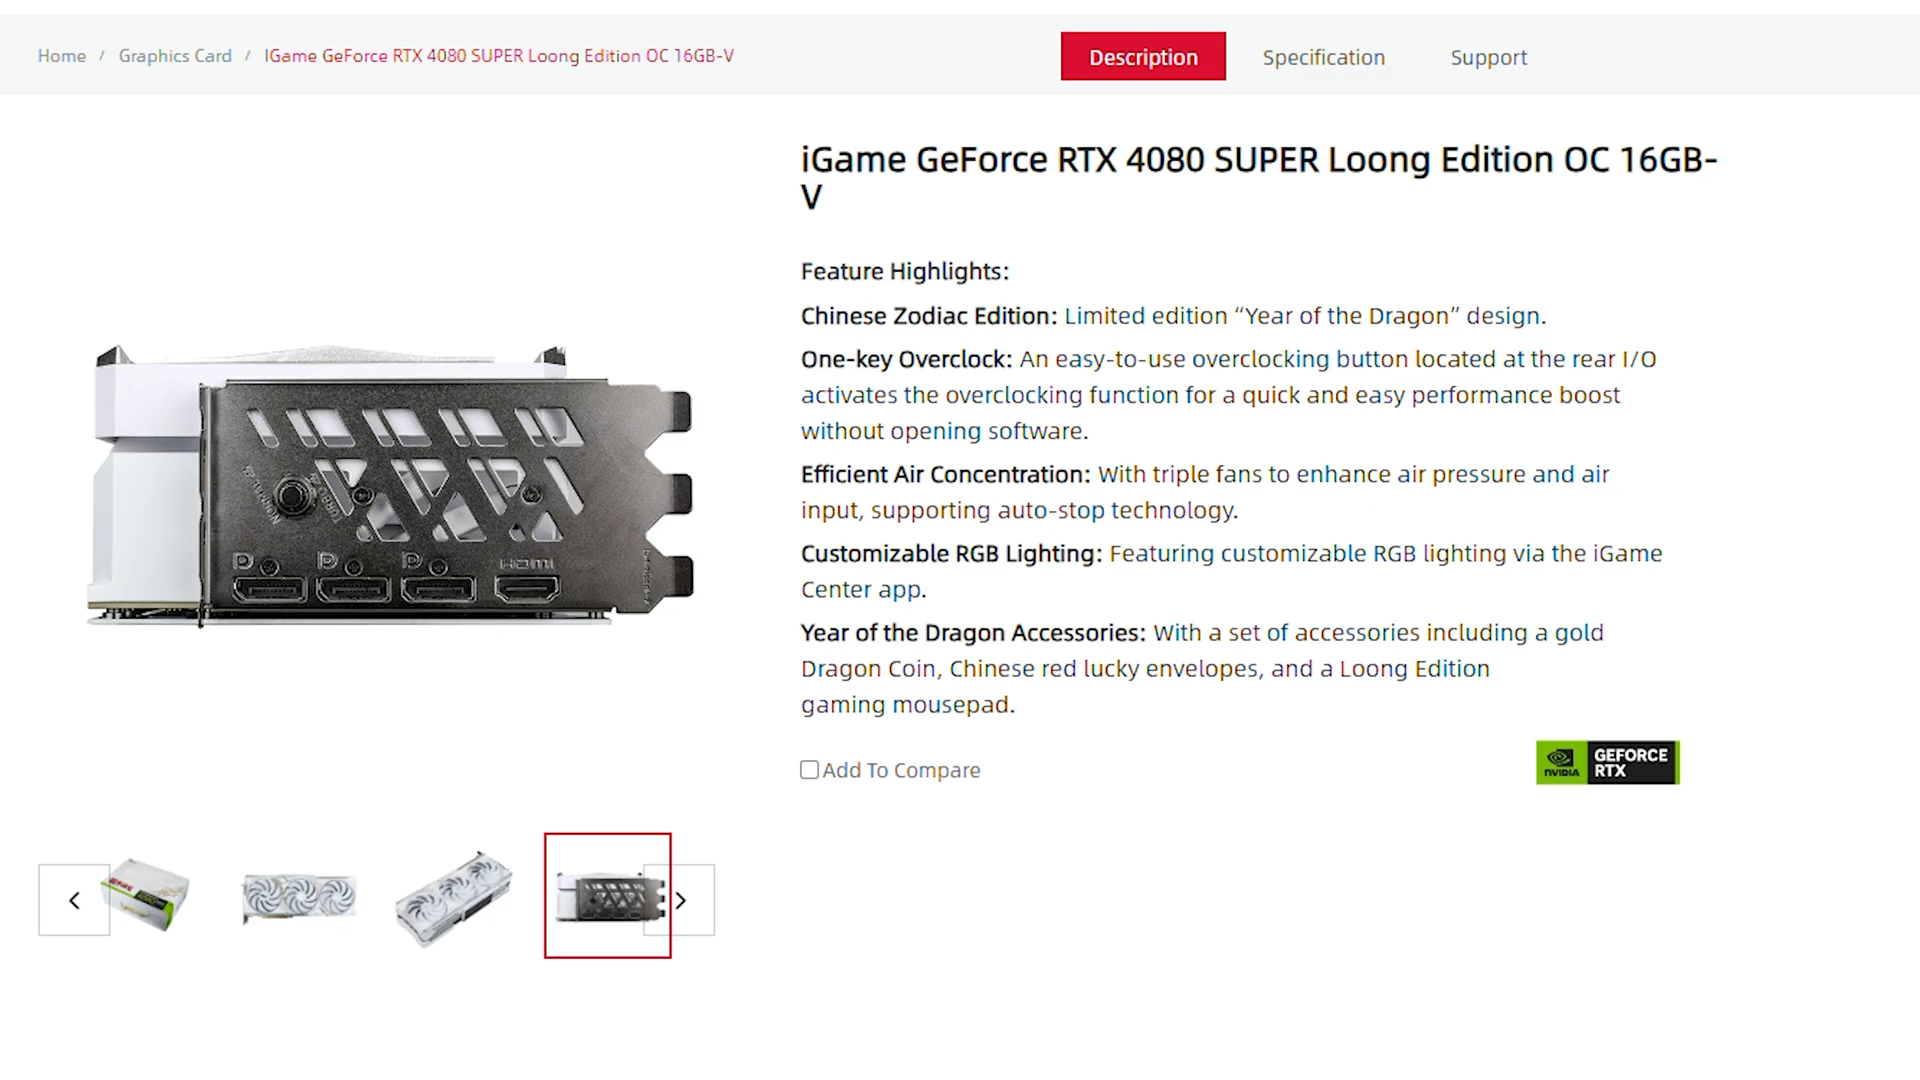 Home / Graphics Card / IGame GeForce RTX 4080 SUPER Loong Edition OC 16GB-V
Description Specification Support
iGame GeForce RTX 4080 SUPER Loong Edition OC 16GB-
V
Feature Highlights:
Chinese Zodiac Edition: Limited edition “Year of the Dragon” design.
One-key Overclock: An easy-to-use overclocking button located at the rear I/O
activates the overclocking function for a quick and easy performance boost
without opening software.
Efficient Air Concentration: With triple fans to enhance air pressure and air
input, supporting auto-stop technology.
Customizable RGB Lighting: Featuring customizable RGB lighting via the iGame
Center app.
Year of the Dragon Accessories: With a set of accessories including a gold
Dragon Coin, Chinese red lucky envelopes, and a Loong Edition
gaming mousepad.
Add To Compare
NVIDIA
GEFORCE
RTX
NORMAL
TURBO
HDMI